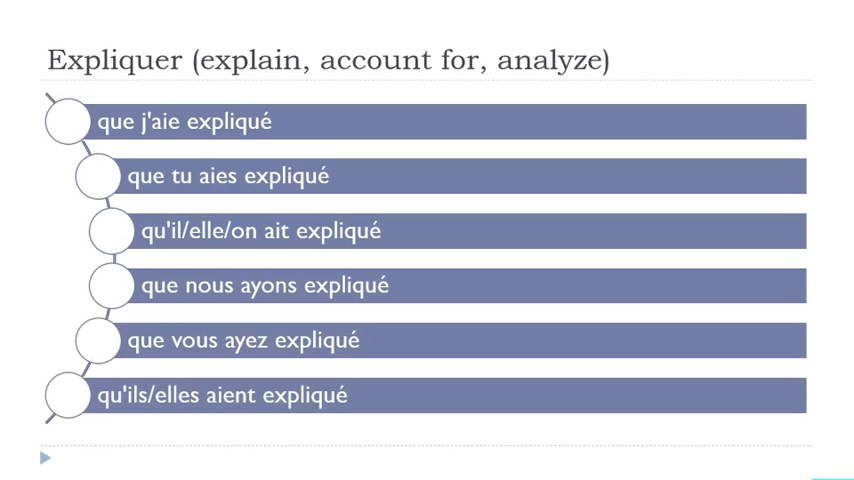 Expliquer (explain, account for, analyze)
que j'aie expliqué
que tu aies expliqué
qu'il/elle/on ait expliqué
que nous ayons expliqué
que vous ayez expliqué
qu'ils/elles aient expliqué